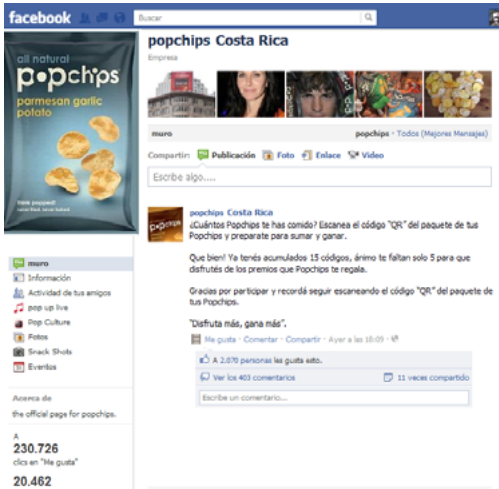 facebook
Buscar
all natural
popchips
parmesan garlic
potato
think popped!
popchips Costa Rica
Empresa
muro
popchips · Todos (Mejores Mensajes)
Compartir: Publicación Foto Enlace Video
Escribe algo....
popchips Costa Rica
¿Cuántos Popchips te has comido? Escanea el código "QR" del paquete de tus
Popchips y preparate para sumar y ganar.
Que bien! Ya tenés acumulados 15 códigos, ánimo te faltan solo 5 para que
disfrutés de los premios que Popchips te regala.
Gracias por participar y recordá seguir escaneando el código "QR" del paquete de
tus Popchips.
"Disfruta más, gana más".
Me gusta · Comentar · Compartir · Ayer a las 18:09 ·
A 2.070 personas les gusta esto.
Ver los 403 comentarios
11 veces compartido
Escribe un comentario...
muro
Información
Actividad de tus amigos
pop up live
Pop Culture
Fotos
Snack Shots
Eventos
Acerca de
the official page for popchips.
A
230.726
clics en "Me gusta"
20.462